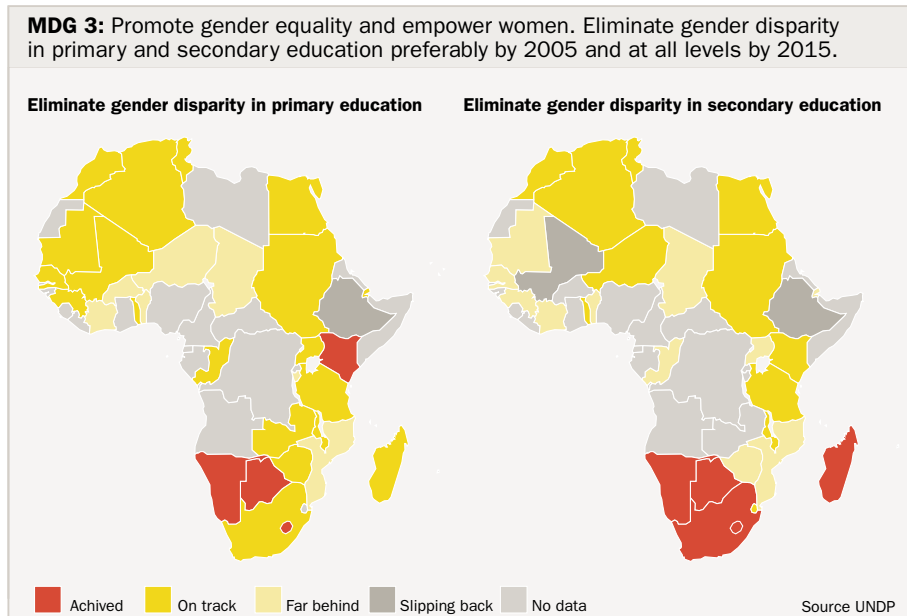 MDG 3: Promote gender equality and empower women. Eliminate gender disparity
in primary and secondary education preferably by 2005 and at all levels by 2015.
Eliminate gender disparity in primary education
Eliminate gender disparity in secondary education
Achived
On track
Far behind
Slipping back
No data
Source UNDP